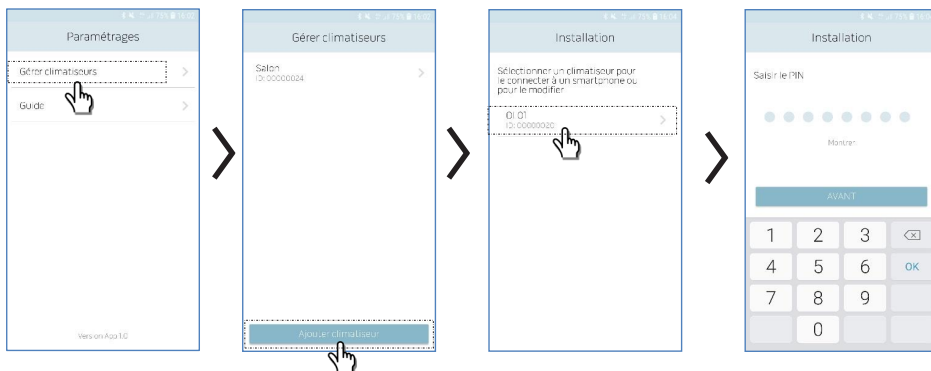 Paramétrages
Gérer climatiseurs
Guide
Version App 1.0
Gérer climatiseurs
Salon
ID: 00000024
Ajouter climatiseur
Installation
Sélectionner un climatiseur pour
le connecter à un smartphone ou
pour le modifier
OL01
ID: 00000020
Installation
Saisir le PIN
Montrer
AVANT
1 2 3
4 5 6 OK
7 8 9
0